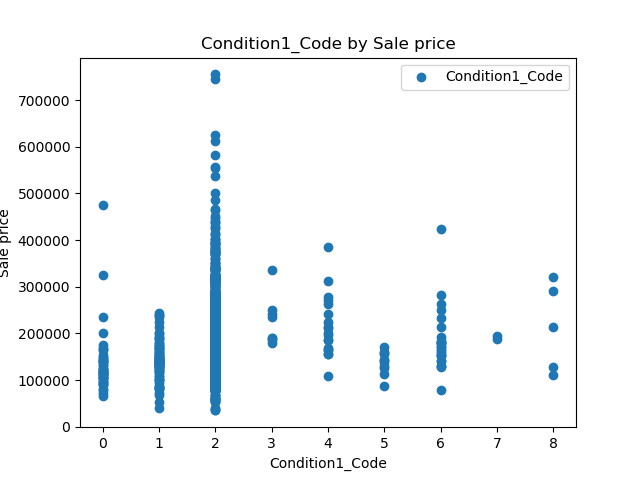 Condition1_Code by Sale price
Condition1_Code
700000
600000
500000
400000
300000
200000
100000
0
Sale price
0 1 2 3 4 5 6 7 8
Condition1_Code